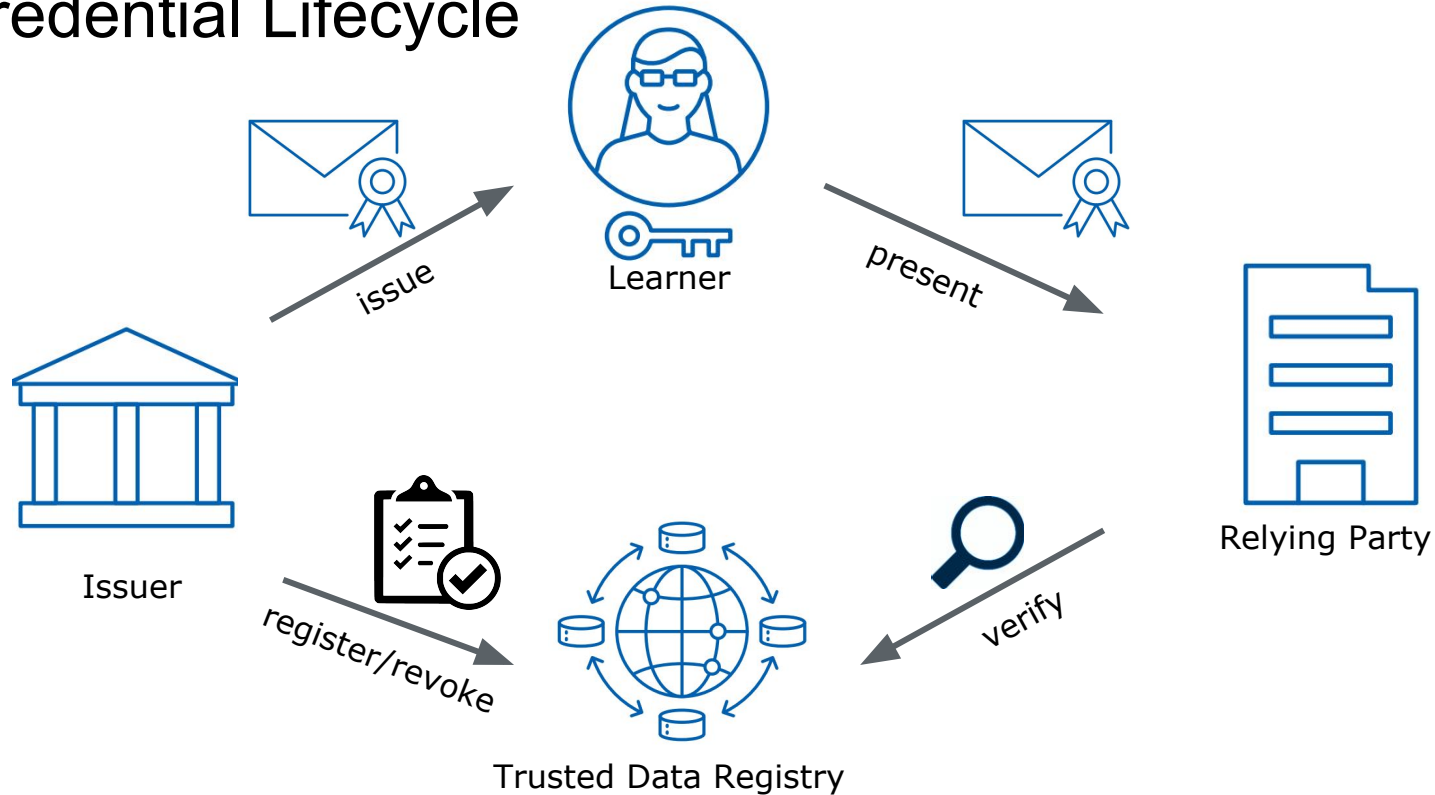 redential Lifecycle
issue
Learner
present
Relying Party
Issuer
register/revoke
verify
Trusted Data Registry